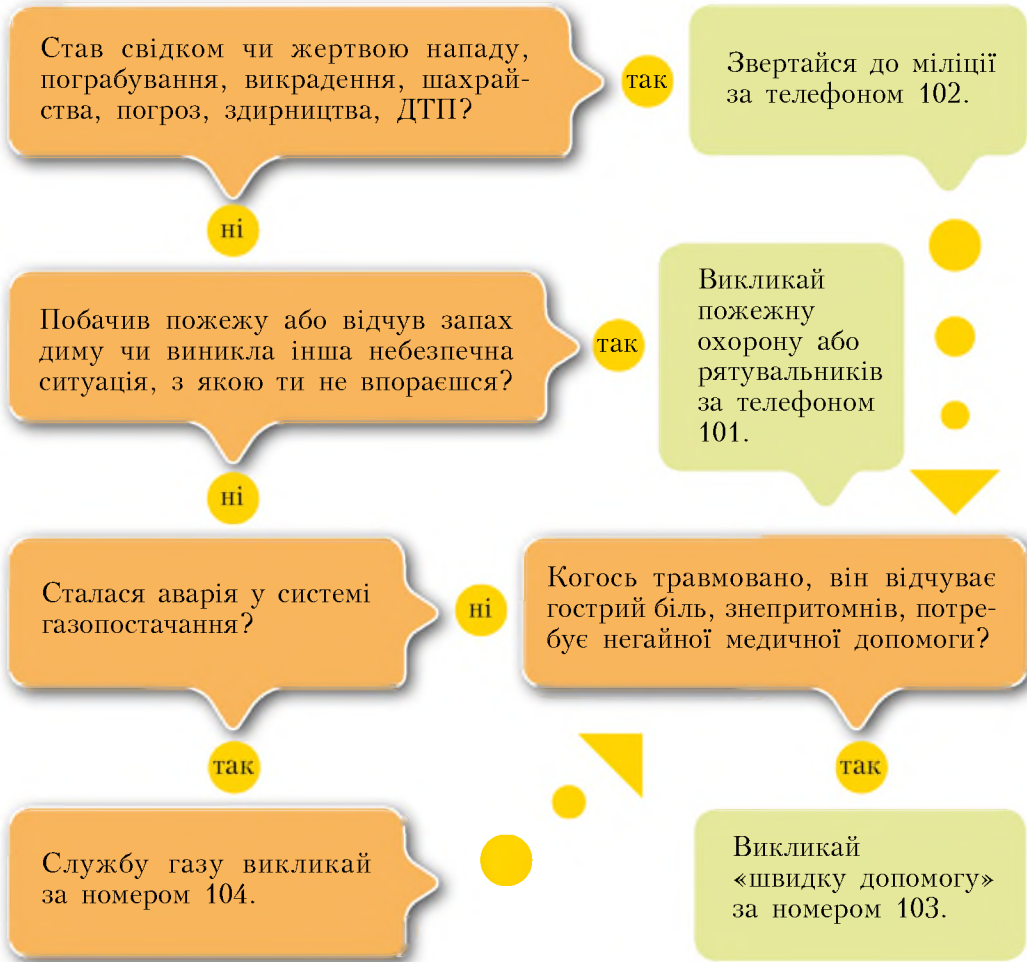 Став свідком чи жертвою нападу,
пограбування, викрадення, шахрай-
ства, погроз, здирництва, ДТП?
так
Звертайся до міліції
за телефоном 102.
ні
Побачив пожежу або відчув запах
диму чи виникла інша небезпечна
ситуація, з якою ти не впораєшся?
так
Викликай
пожежну
охорону або
рятувальників
за телефоном
101.
ні
Сталася аварія у системі
газопостачання?
ні
Когось травмовано, він відчуває
гострий біль, знепритомнів, потре-
бує негайної медичної допомоги?
так
так
Службу газу викликай
за номером 104.
Викликай
«швидку допомогу»
за номером 103.